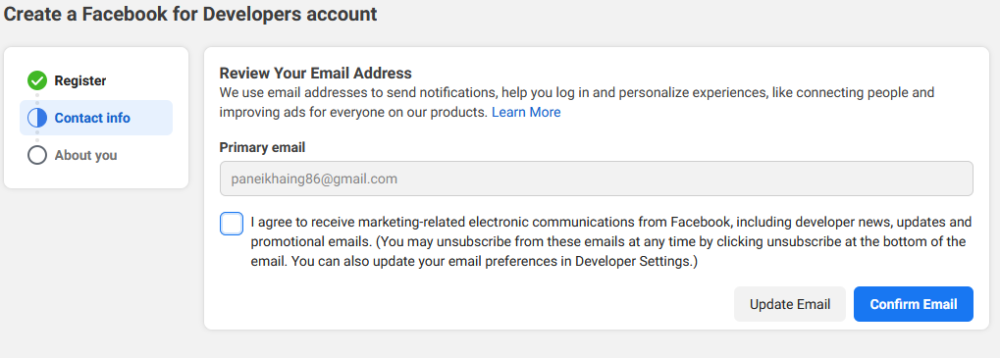 Create a Facebook for Developers account
Register
Contact info
About you
Review Your Email Address
We use email addresses to send notifications, help you log in and personalize experiences, like connecting people and
improving ads for everyone on our products. Learn More
Primary email
paneikhaing86@gmail.com
I agree to receive marketing-related electronic communications from Facebook, including developer news, updates and
promotional emails. (You may unsubscribe from these emails at any time by clicking unsubscribe at the bottom of the
email. You can also update your email preferences in Developer Settings.)
Update Email
Confirm Email